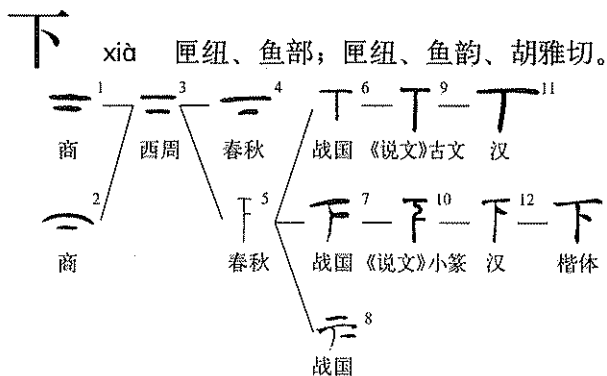 下 xià 匣纽、鱼部；匣纽、鱼韵、胡雅切。
1 3 4 6 9 11
商 西周 春秋 战国 《说文》古文 汉
2 5 7 10 12
商 春秋 战国 《说文》小篆 汉 楷体
8
战国